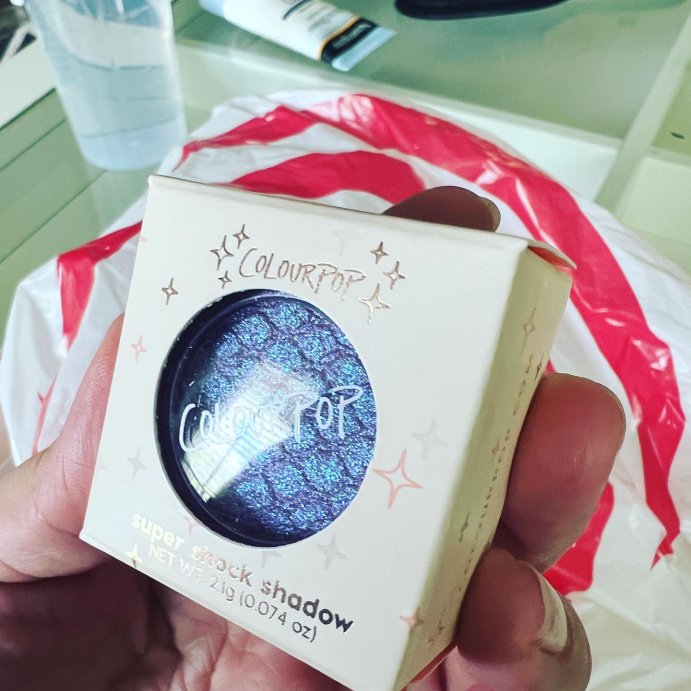 COLOURPOP
COLOURPOP
super shock shadow
NET WT. 2.1g (0.074 oz)